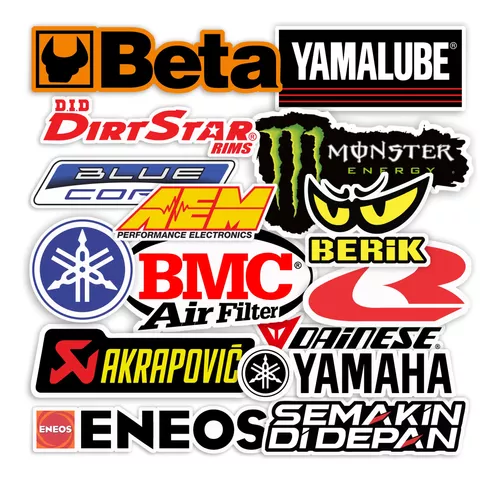 Beta
YAMALUBE®
D.I.D
DIRTSTAR®
RIMS
MONSTER
ENERGY
BLUE
AEM
PERFORMANCE ELECTRONICS
BERiK
BMC
Air Filter
DAiNESE
AKRAPOVIČ
YAMAHA
ENEOS
ENEOS
SEMAKIN
DI DEPAN